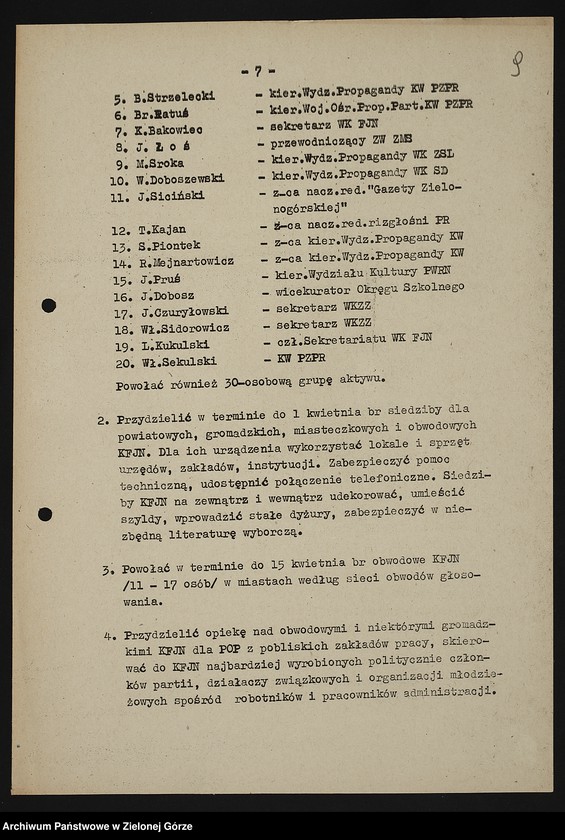 - 7 -
9
5. B.Strzelecki - kier.Wydz.Propagandy KW PZPR
6. Br.Ratuś - kier.Woj.Ośr.Prop.Part.KW PZPR
7. K.Bakowiec - sekretarz WK FJN
8. J. Ł o ś - przewodniczący ZW ZMS
9. M.Sroka - kier.Wydz.Propagandy WK ZSL
10. W.Doboszewski - kier.Wydz.Propagandy WK SD
11. J.Siciński - z-ca nacz.red."Gazety Zielo-
nogórskiej"
12. T.Kajan - z-ca nacz.red.rizgłośni PR
13. S.Piontek - z-ca kier.Wydz.Propagandy KW
14. R.Mejnartowicz - z-ca kier.Wydz.Propagandy KW
15. J.Pruś - kier.Wydziału Kultury PWRN
16. J.Dobosz - wicekurator Okręgu Szkolnego
17. J.Czuryłowski - sekretarz WKZZ
18. Wł.Sidorowicz - sekretarz WKZZ
19. L.Kukulski - czł.Sekretariatu WK FJN
20. Wł.Sekulski - KW PZPR
Powołać również 30-osobową grupę aktywu.
2. Przydzielić w terminie do 1 kwietnia br siedziby dla
powiatowych, gromadzkich, miasteczkowych i obwodowych
KFJN. Dla ich urządzenia wykorzystać lokale i sprzęt
urzędów, zakładów, instytucji. Zabezpieczyć pomoc
techniczną, udostępnić połączenie telefoniczne. Siedzi-
by KFJN na zewnątrz i wewnątrz udekorować, umieścić
szyldy, wprowadzić stałe dyżury, zabezpieczyć w nie-
zbędną literaturę wyborczą.
3. Powołać w terminie do 15 kwietnia br obwodowe KFJN
/11 - 17 osób/ w miastach według sieci obwodów głoso-
wania.
4. Przydzielić opiekę nad obwodowymi i niektórymi gromadz-
kimi KFJN dla POP z pobliskich zakładów pracy, skiero-
wać do KFJN najbardziej wyrobionych politycznie człon-
ków partii, działaczy związkowych i organizacji młodzie-
żowych spośród robotników i pracowników administracji.
Archiwum Państwowe w Zielonej Górze